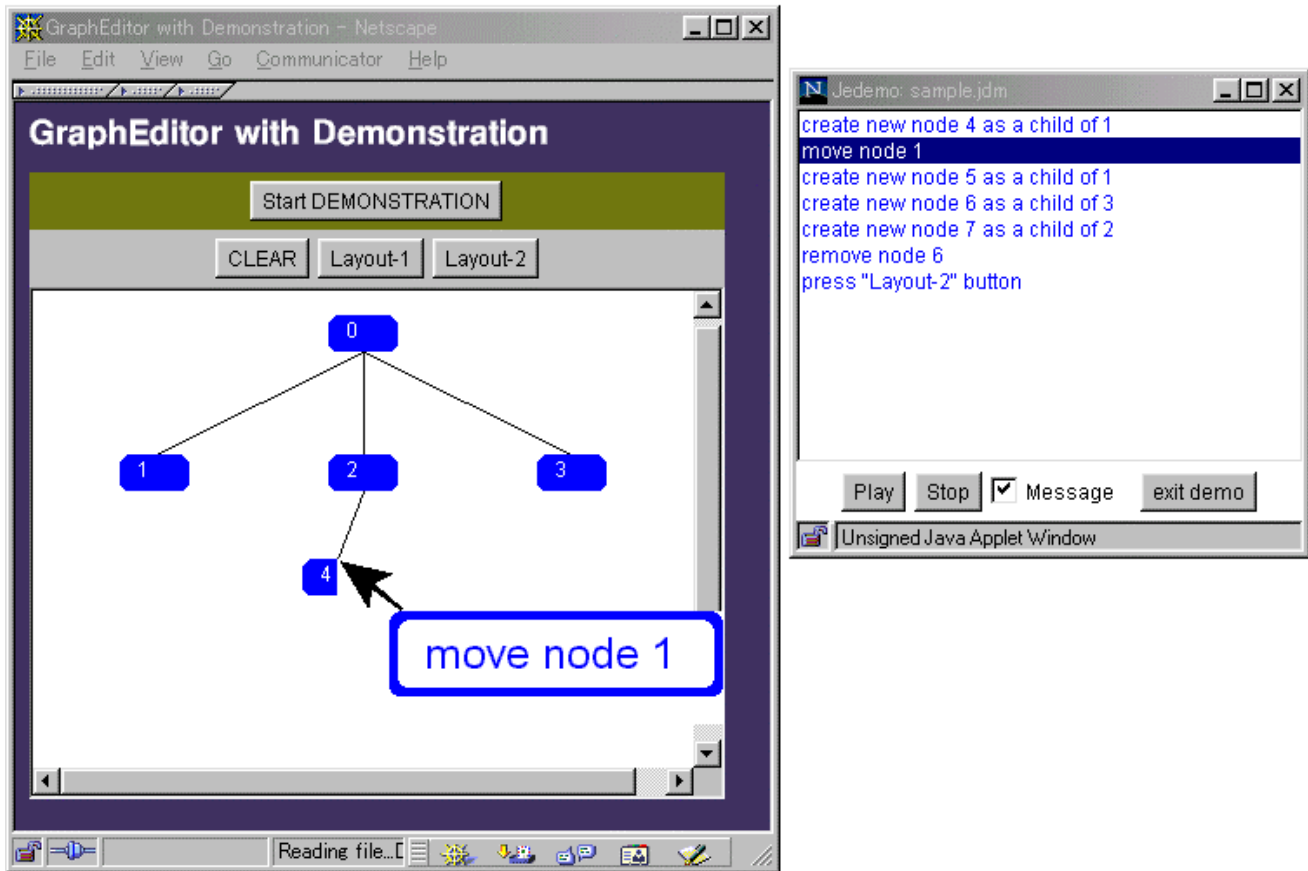 GraphEditor with Demonstration - Netscape
File Edit View Go Communicator Help
GraphEditor with Demonstration
Start DEMONSTRATION
CLEAR Layout-1 Layout-2
0
1 2 3
4
move node 1
Reading file...
Jedemo: sample.jdm
create new node 4 as a child of 1
move node 1
create new node 5 as a child of 1
create new node 6 as a child of 3
create new node 7 as a child of 2
remove node 6
press "Layout-2" button
Play Stop Message exit demo
Unsigned Java Applet Window